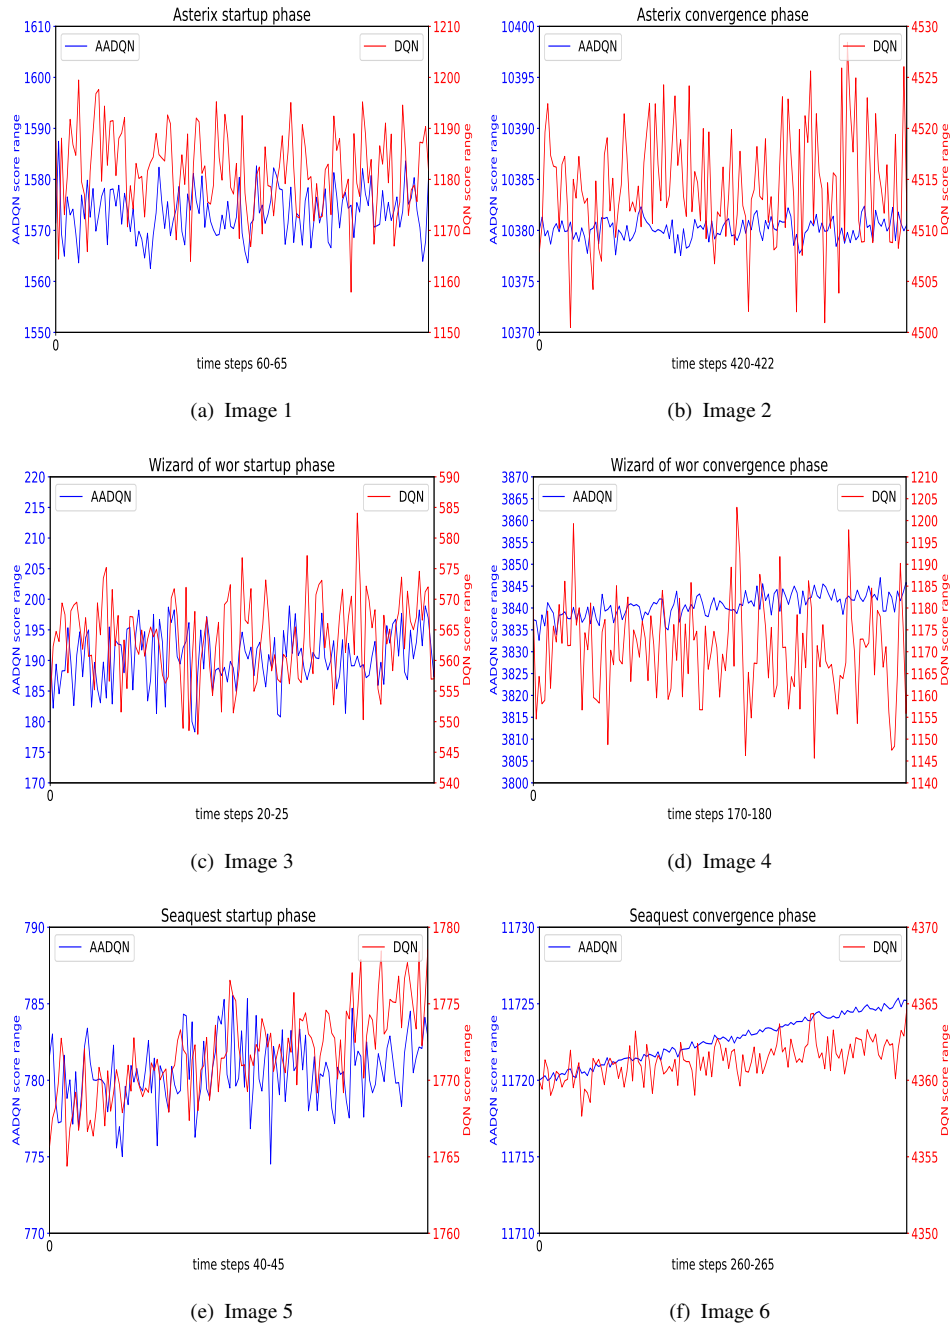 Asterix startup phase
AADQN
DQN
1610
1600
1590
1580
1570
1560
1550
AADQN score range
1210
1200
1190
1180
1170
1160
1150
DQN score range
0
time steps 60-65
(a) Image 1
Asterix convergence phase
AADQN
DQN
10400
10395
10390
10385
10380
10375
10370
AADQN score range
4530
4525
4520
4515
4510
4505
4500
DQN score range
0
time steps 420-422
(b) Image 2
Wizard of wor startup phase
AADQN
DQN
220
215
210
205
200
195
190
185
180
175
170
AADQN score range
590
585
580
575
570
565
560
555
550
545
540
DQN score range
0
time steps 20-25
(c) Image 3
Wizard of wor convergence phase
AADQN
DQN
3870
3865
3860
3855
3850
3845
3840
3835
3830
3825
3820
3815
3810
3805
3800
AADQN score range
1210
1205
1200
1195
1190
1185
1180
1175
1170
1165
1160
1155
1150
1145
1140
DQN score range
0
time steps 170-180
(d) Image 4
Seaquest startup phase
AADQN
DQN
790
785
780
775
770
AADQN score range
1780
1775
1770
1765
1760
DQN score range
0
time steps 40-45
(e) Image 5
Seaquest convergence phase
AADQN
DQN
11730
11725
11720
11715
11710
AADQN score range
4370
4365
4360
4355
4350
DQN score range
0
time steps 260-265
(f) Image 6